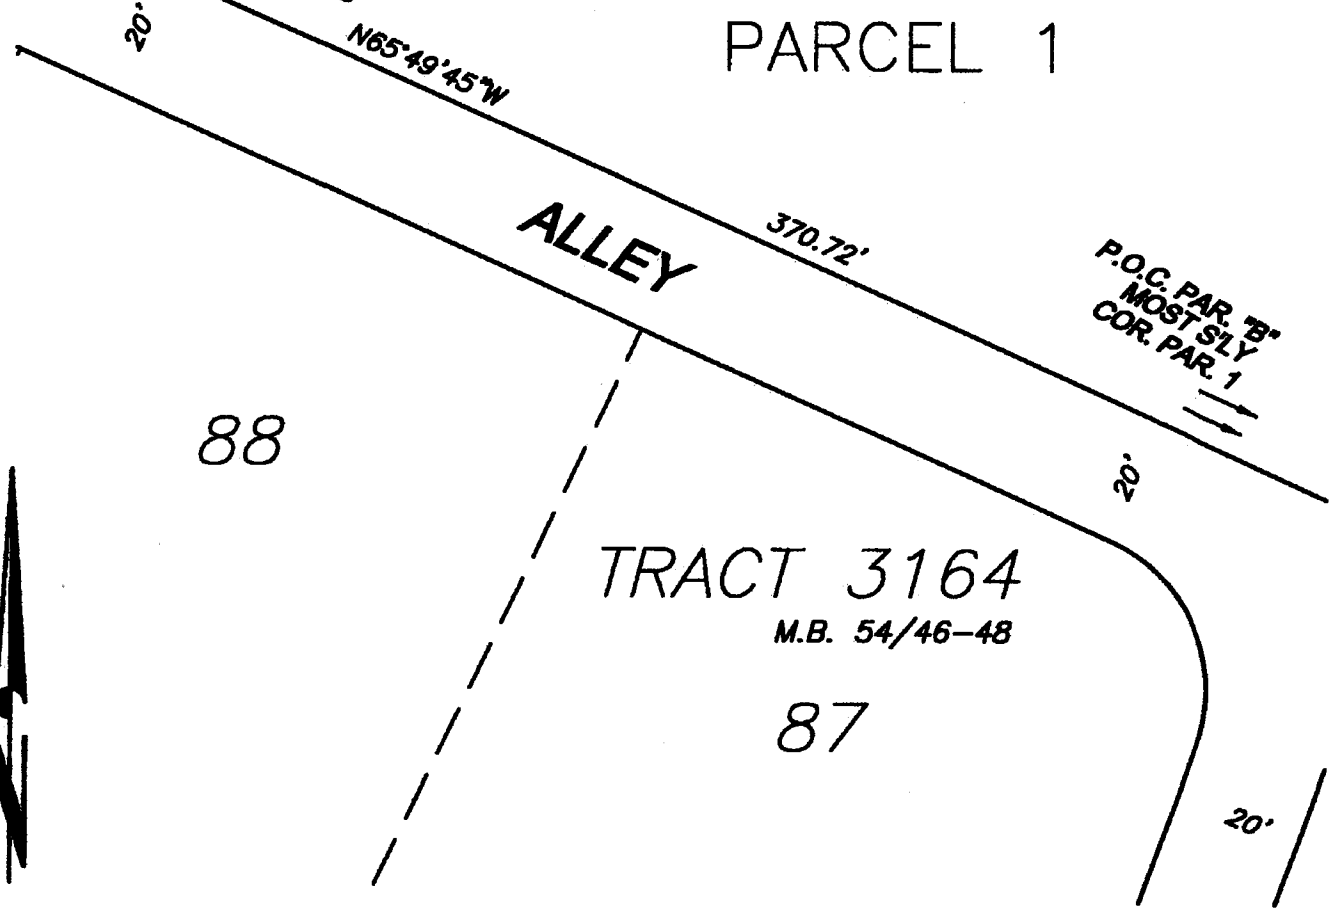 20'
N65°49'45"W
PARCEL 1
ALLEY
370.72'
P.O.C. PAR. "B"
MOST S'LY
COR. PAR. 1
88
20'
TRACT 3164
M.B. 54/46-48
87
20'